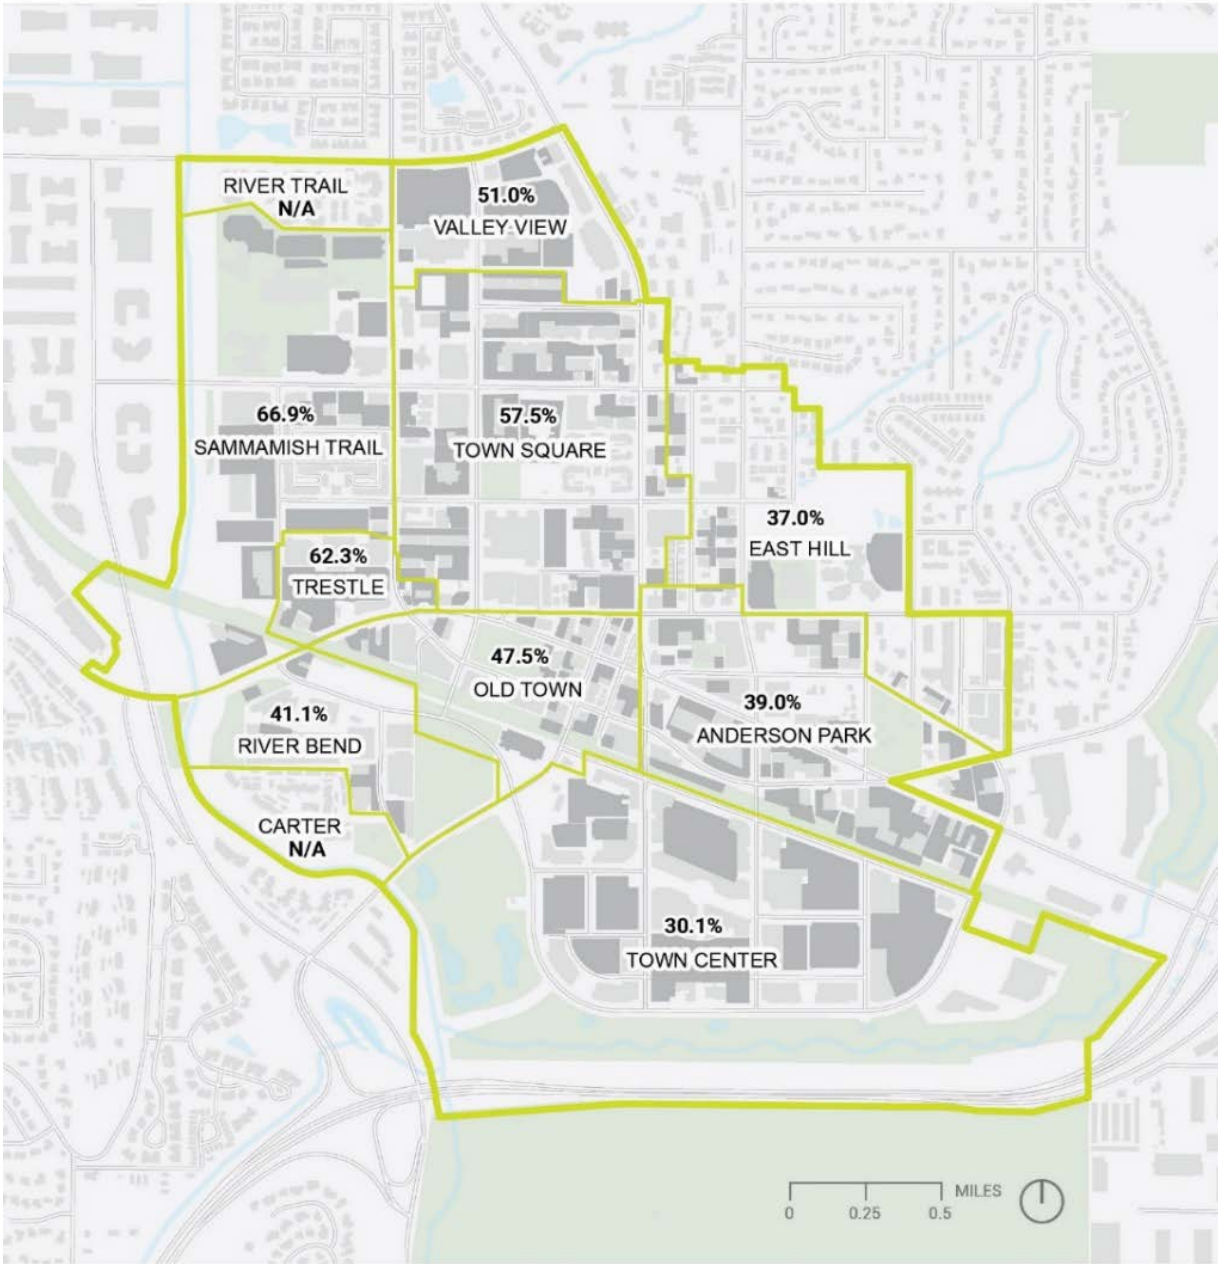 RIVER TRAIL
N/A
51.0%
VALLEY VIEW
66.9%
SAMMAMISH TRAIL
57.5%
TOWN SQUARE
37.0%
EAST HILL
62.3%
TRESTLE
47.5%
OLD TOWN
39.0%
ANDERSON PARK
41.1%
RIVER BEND
CARTER
N/A
30.1%
TOWN CENTER
MILES
0 0.25 0.5